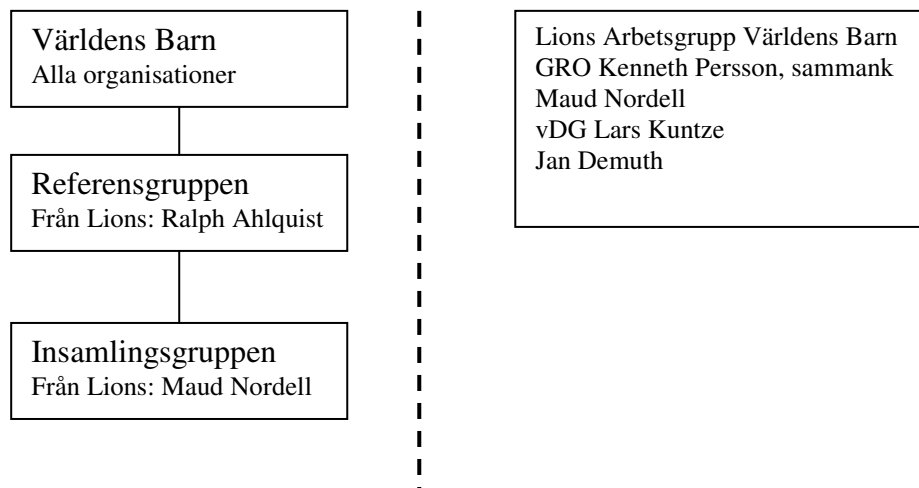 Världens Barn
Alla organisationer
Referensgruppen
Från Lions: Ralph Ahlquist
Insamlingsgruppen
Från Lions: Maud Nordell
Lions Arbetsgrupp Världens Barn
GRO Kenneth Persson, sammank
Maud Nordell
vDG Lars Kuntze
Jan Demuth